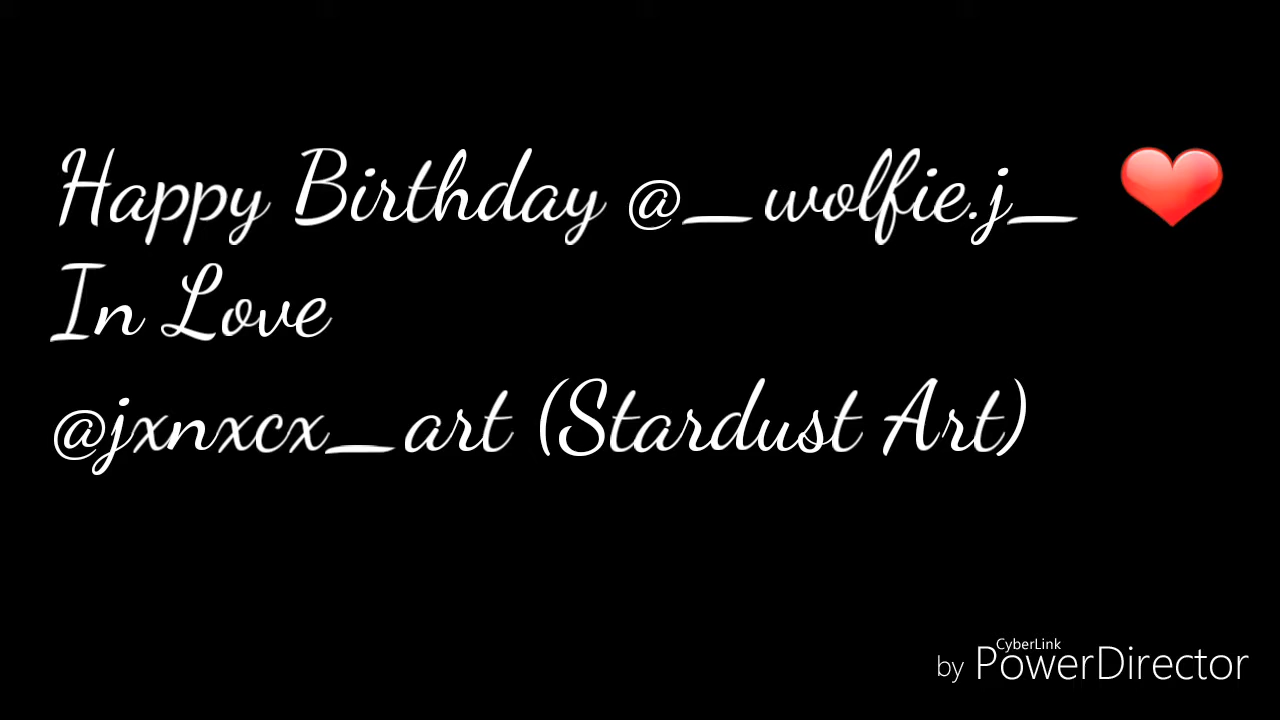 Happy Birthday @_wolfie.j_ ❤
In Love
@jxnxcx_art (Stardust Art)
by CyberLink PowerDirector